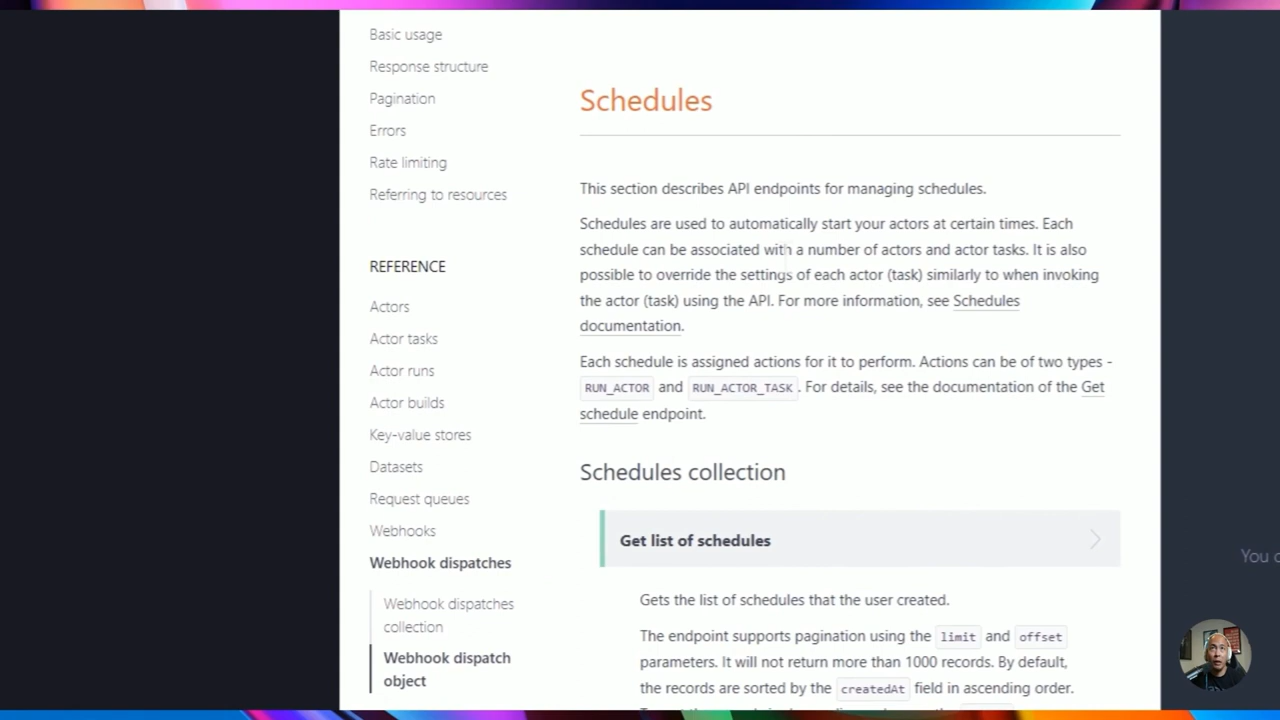 Basic usage
Response structure
Pagination
Errors
Rate limiting
Referring to resources
REFERENCE
Actors
Actor tasks
Actor runs
Actor builds
Key-value stores
Datasets
Request queues
Webhooks
Webhook dispatches
Webhook dispatches
collection
Webhook dispatch
object
Schedules
This section describes API endpoints for managing schedules.
Schedules are used to automatically start your actors at certain times. Each
schedule can be associated with a number of actors and actor tasks. It is also
possible to override the settings of each actor (task) similarly to when invoking
the actor (task) using the API. For more information, see Schedules
documentation.
Each schedule is assigned actions for it to perform. Actions can be of two types -
RUN_ACTOR and RUN_ACTOR_TASK. For details, see the documentation of the Get
schedule endpoint.
Schedules collection
Get list of schedules
Gets the list of schedules that the user created.
The endpoint supports pagination using the limit and offset
parameters. It will not return more than 1000 records. By default,
the records are sorted by the createdAt field in ascending order.
You